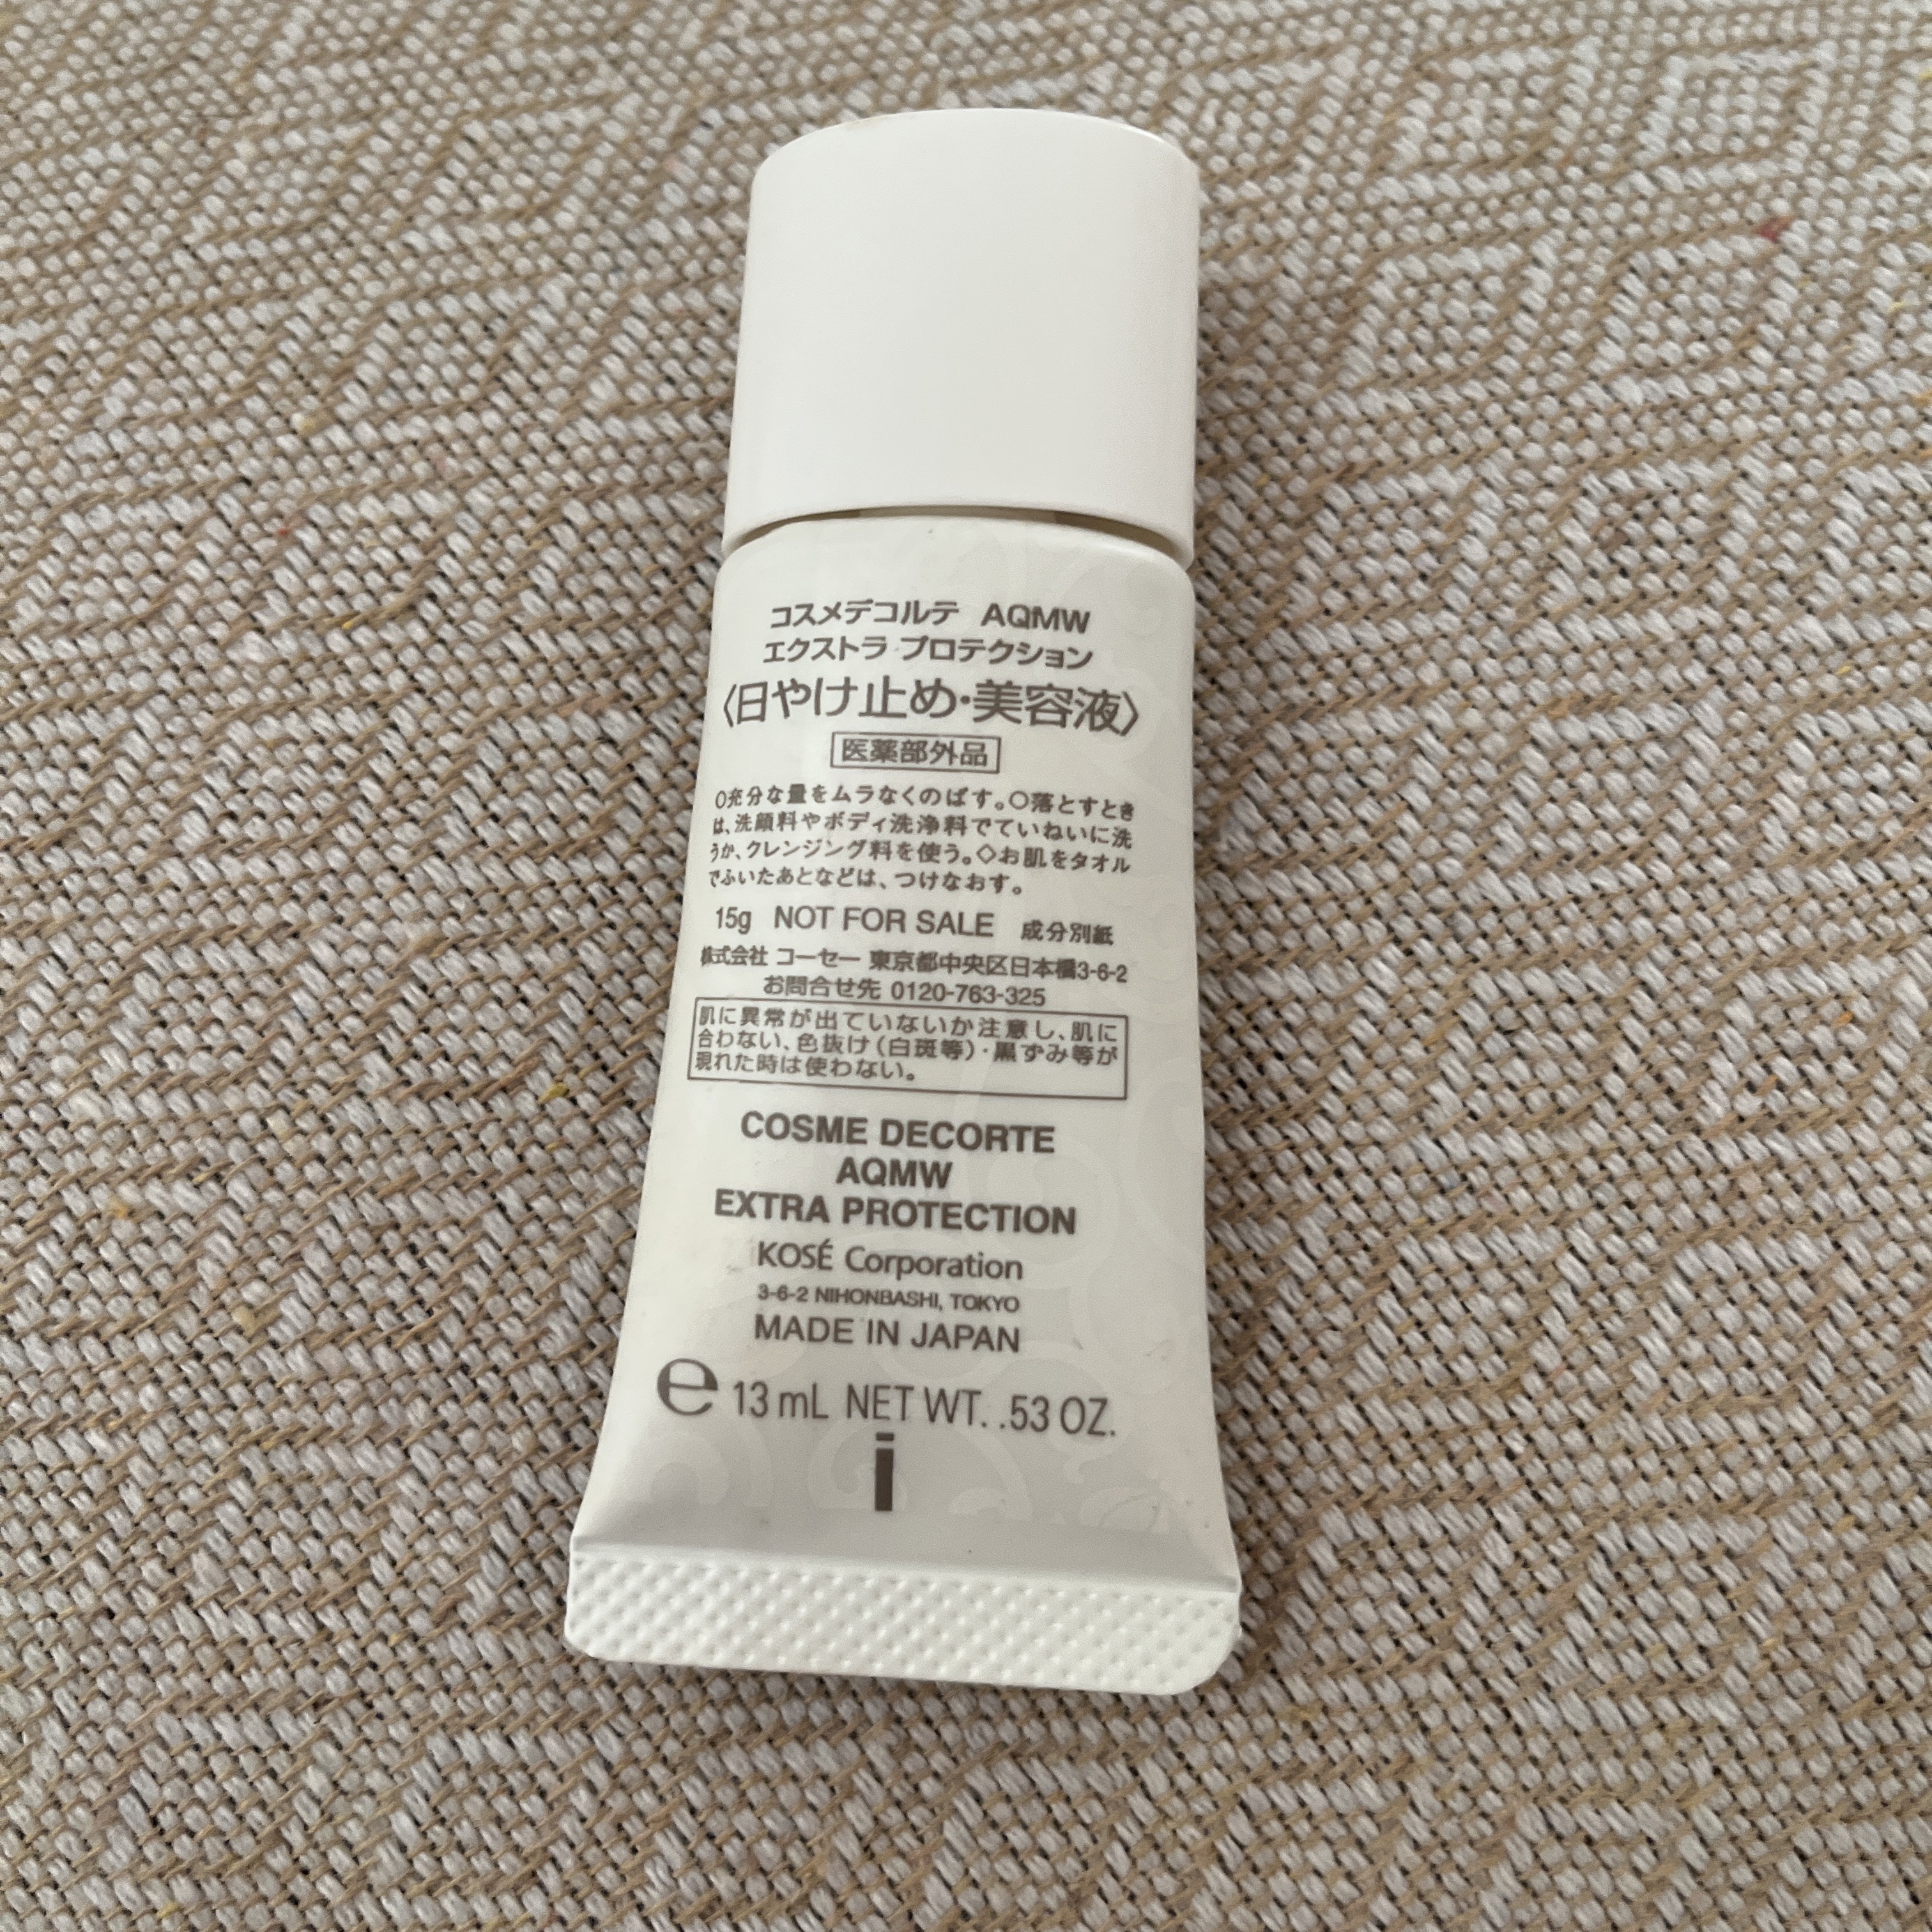 コスメデコルテ AQMW
エクストラ プロテクション
〈日やけ止め・美容液〉
医薬部外品
○充分な量をムラなくのばす。○落とすとき
は、洗顔料やボディ洗浄料でていねいに洗
うか、クレンジング料を使う。◇お肌をタオル
でふいたあとなどは、つけなおす。
15g NOT FOR SALE 成分別紙
株式会社 コーセー 東京都中央区日本橋3-6-2
お問合せ先 0120-763-325
肌に異常が出ていないか注意し、肌に
合わない、色抜け(白斑等)・黒ずみ等が
現れた時は使わない。
COSME DECORTE
AQMW
EXTRA PROTECTION
KOSÉ Corporation
3-6-2 NIHONBASHI, TOKYO
MADE IN JAPAN
℮ 13 mL NET WT. .53 OZ.
i